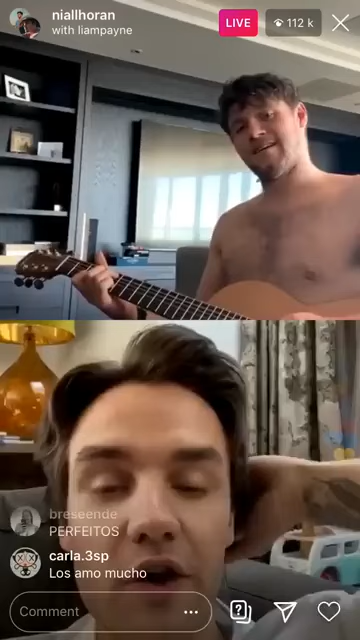 niallhoran
with liampayne
LIVE
112 k
breseende
PERFEITOS
carla.3sp
Los amo mucho
Comment